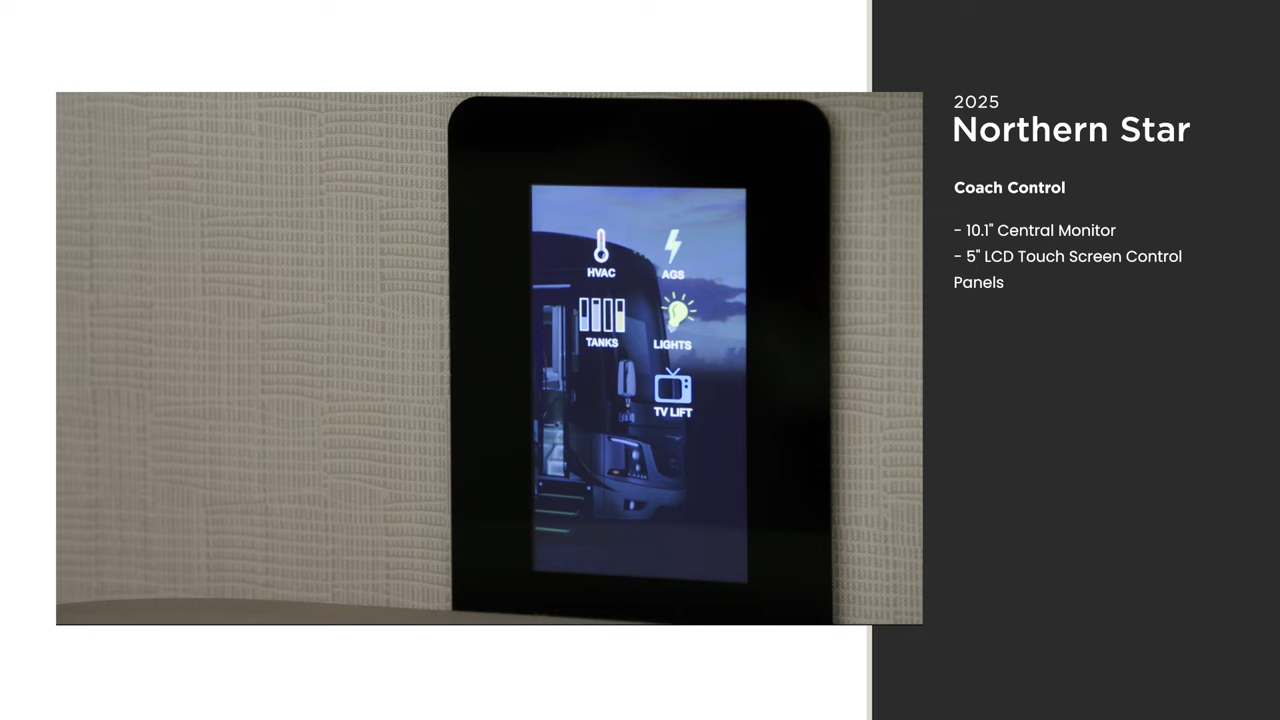 2025
Northern Star
Coach Control
- 10.1" Central Monitor
- 5" LCD Touch Screen Control
Panels
HVAC
AGS
TANKS
LIGHTS
TV LIFT